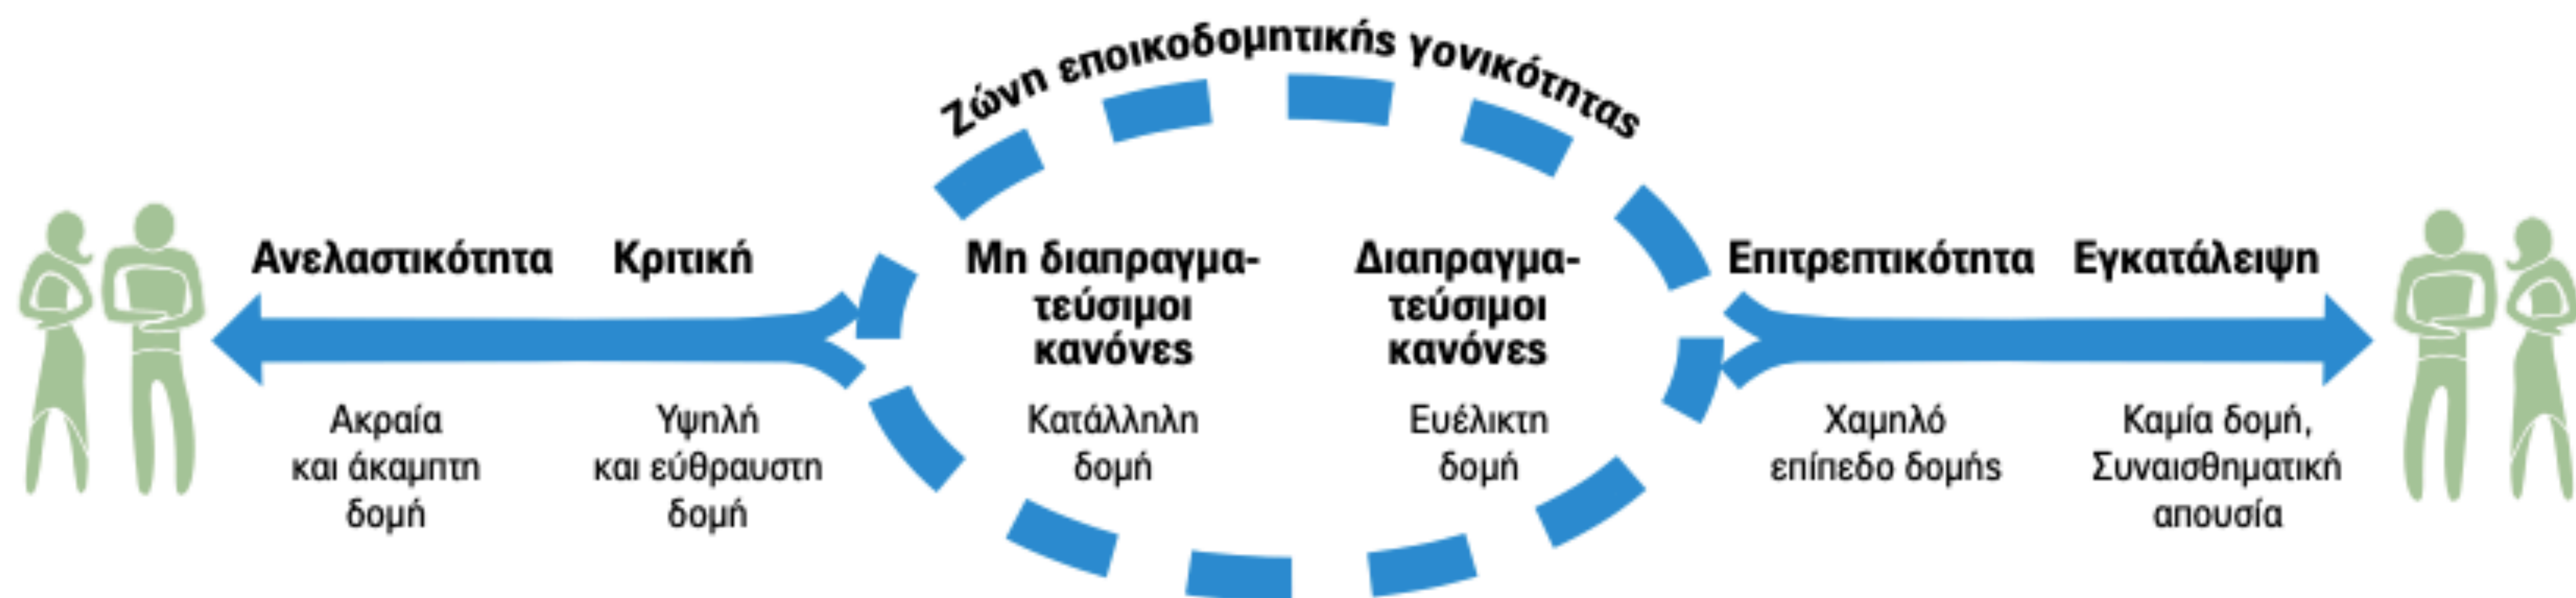 Ζώνη εποικοδομητικής γονικότητας
Ανελαστικότητα
Ακραία
και άκαμπτη
δομή
Κριτική
Υψηλή
και εύθραυστη
δομή
Μη διαπραγμα-
τεύσιμοι
κανόνες
Κατάλληλη
δομή
Διαπραγμα-
τεύσιμοι
κανόνες
Ευέλικτη
δομή
Επιτρεπτικότητα
Χαμηλό
επίπεδο δομής
Εγκατάλειψη
Καμία δομή,
Συναισθηματική
απουσία